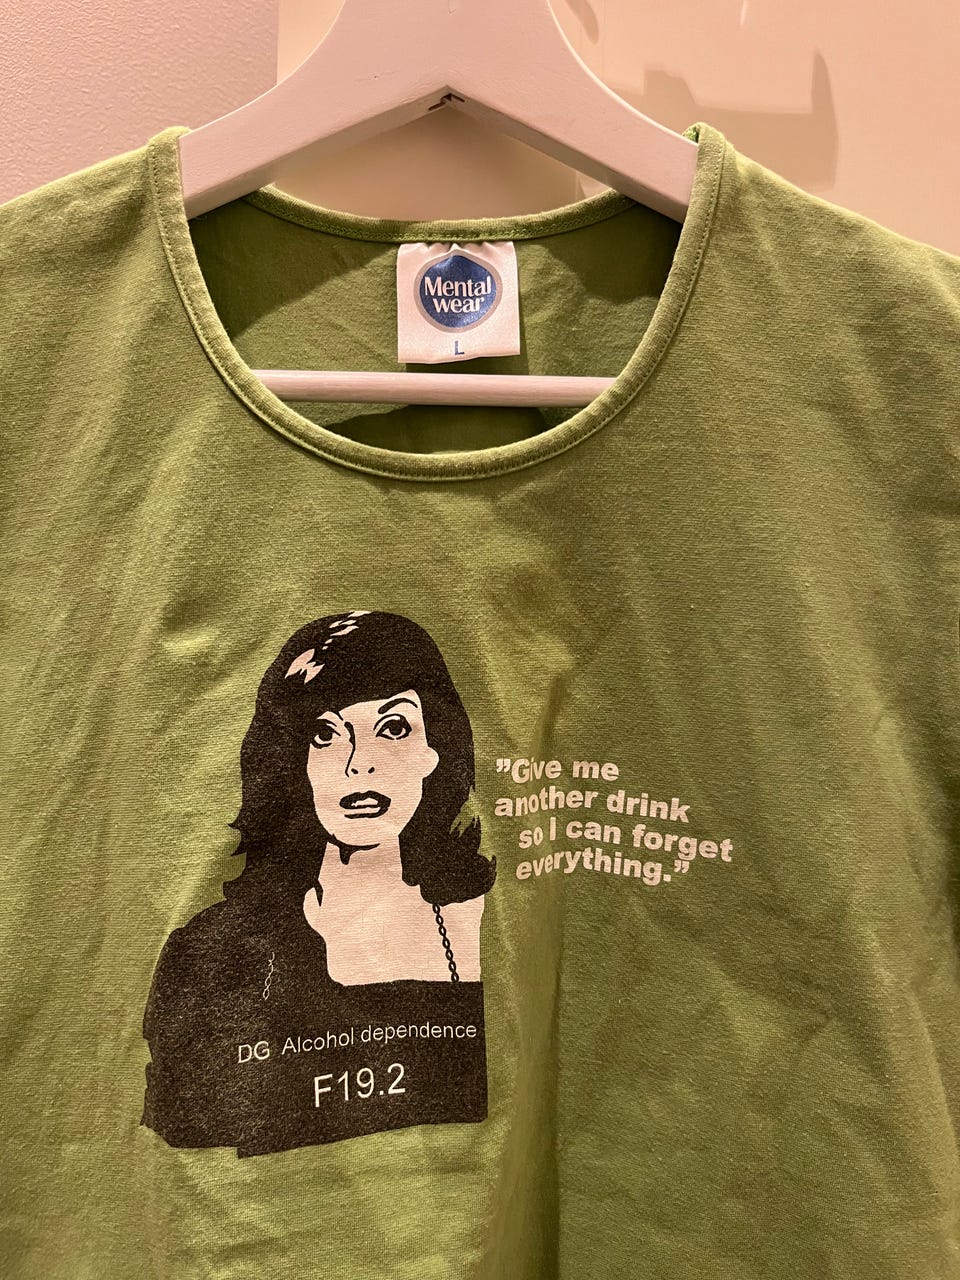 Mental
wear
L
”Give me
another drink
so I can forget
everything.”
DG Alcohol dependence
F19.2